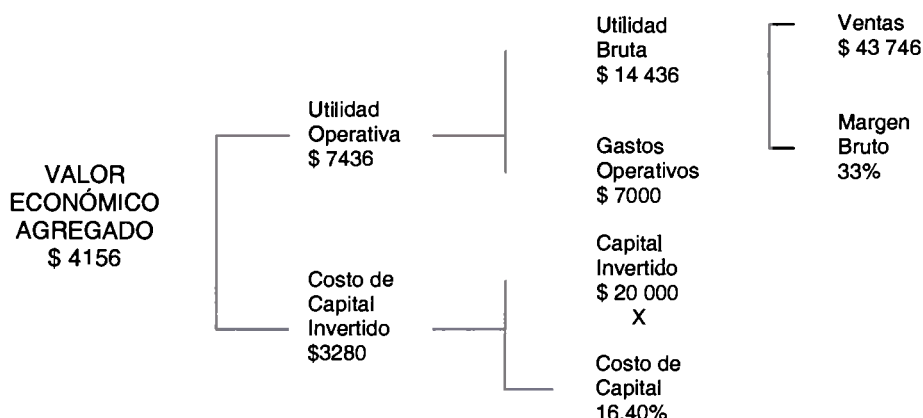 VALOR
ECONÓMICO
AGREGADO
$ 4156
Utilidad
Operativa
$ 7436
Costo de
Capital
Invertido
$3280
Utilidad
Bruta
$ 14 436
Gastos
Operativos
$ 7000
Capital
Invertido
$ 20 000
X
Costo de
Capital
16.40%
Ventas
$ 43 746
Margen
Bruto
33%